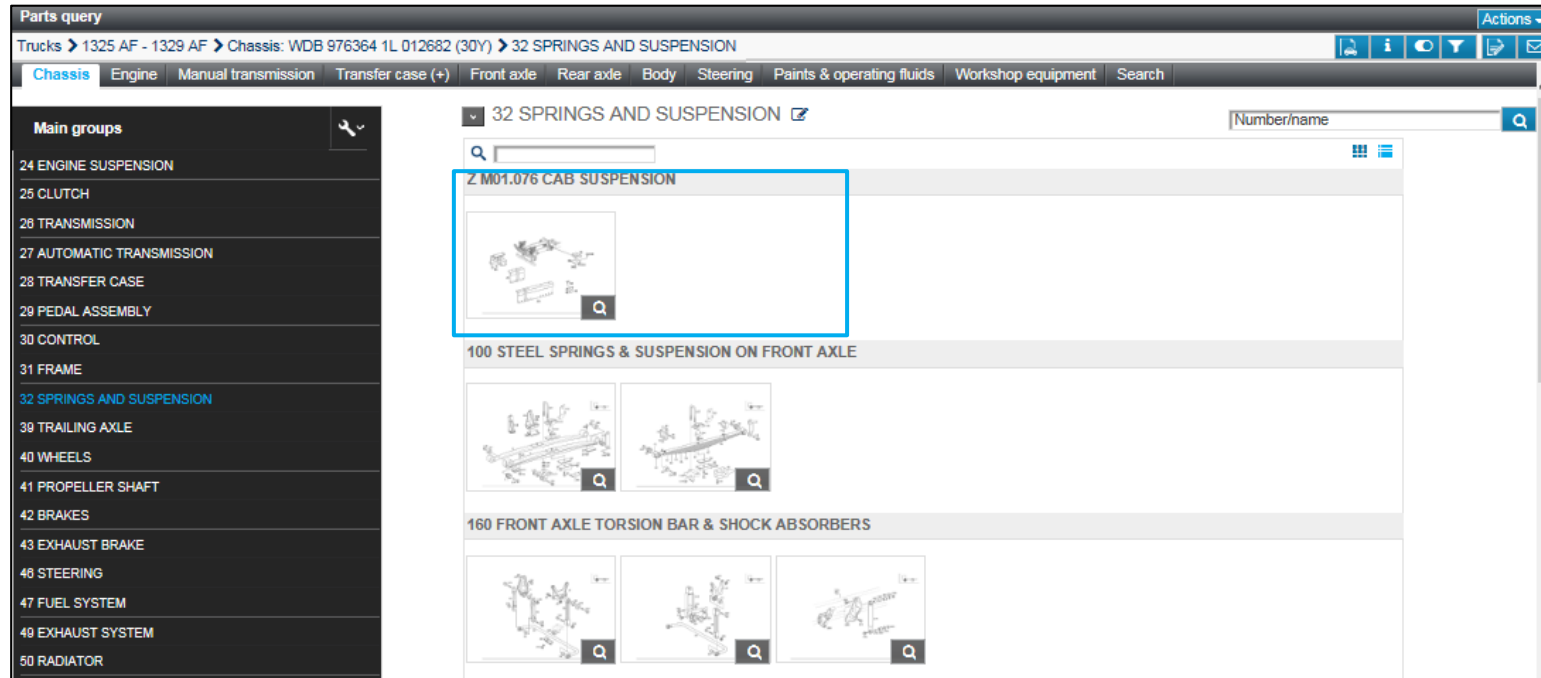 Parts query
Actions
Trucks > 1325 AF - 1329 AF > Chassis: WDB 976364 1L 012682 (30Y) > 32 SPRINGS AND SUSPENSION
Chassis Engine Manual transmission Transfer case (+) Front axle Rear axle Body Steering Paints & operating fluids Workshop equipment Search
Main groups
24 ENGINE SUSPENSION
25 CLUTCH
26 TRANSMISSION
27 AUTOMATIC TRANSMISSION
28 TRANSFER CASE
29 PEDAL ASSEMBLY
30 CONTROL
31 FRAME
32 SPRINGS AND SUSPENSION
39 TRAILING AXLE
40 WHEELS
41 PROPELLER SHAFT
42 BRAKES
43 EXHAUST BRAKE
46 STEERING
47 FUEL SYSTEM
49 EXHAUST SYSTEM
50 RADIATOR
32 SPRINGS AND SUSPENSION
Number/name
Z M01.076 CAB SUSPENSION
100 STEEL SPRINGS & SUSPENSION ON FRONT AXLE
160 FRONT AXLE TORSION BAR & SHOCK ABSORBERS